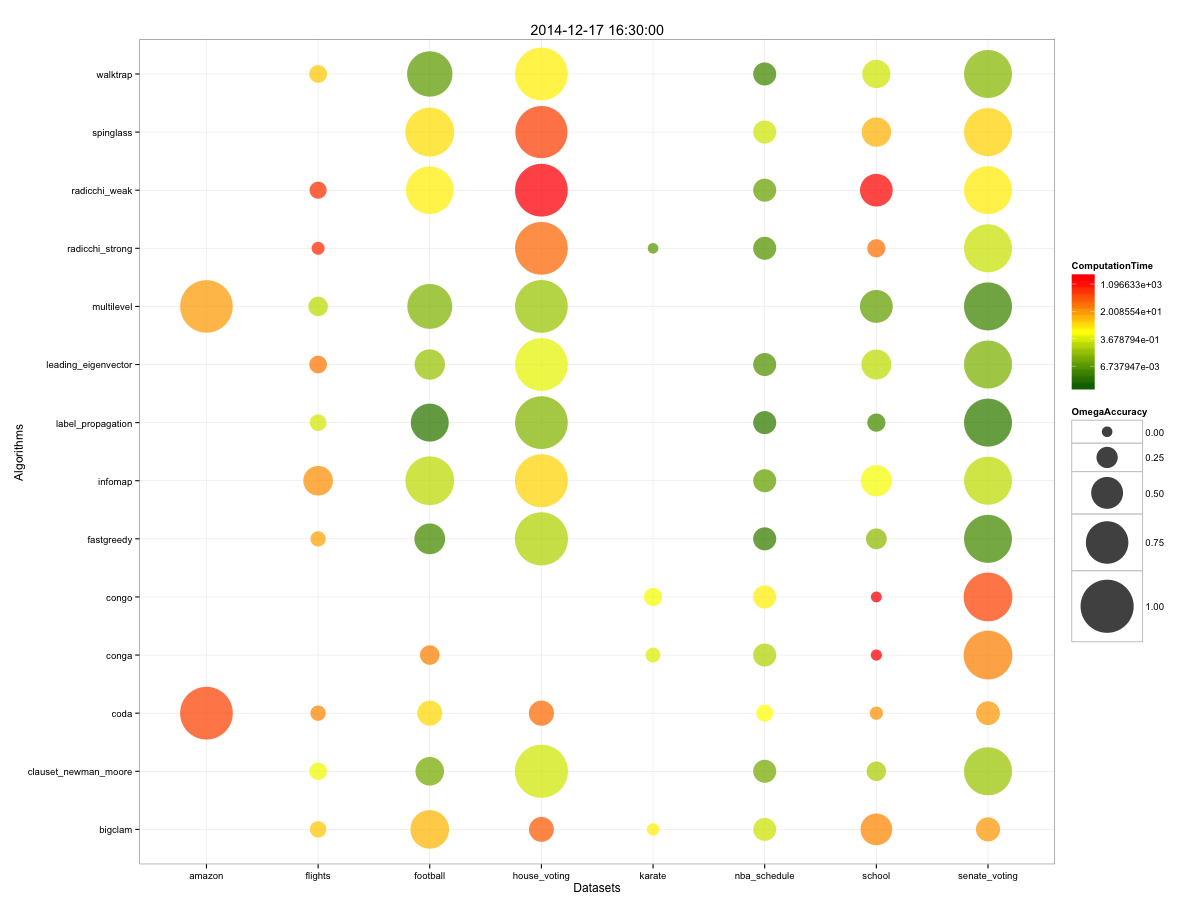 2014-12-17 16:30:00
walktrap
spinglass
radicchi_weak
radicchi_strong
multilevel
leading_eigenvector
label_propagation
infomap
fastgreedy
congo
conga
coda
clauset_newman_moore
bigclam
Algorithms
amazon flights football house_voting karate nba_schedule school senate_voting
Datasets
ComputationTime
1.096633e+03
2.008554e+01
3.678794e-01
6.737947e-03
OmegaAccuracy
0.00
0.25
0.50
0.75
1.00